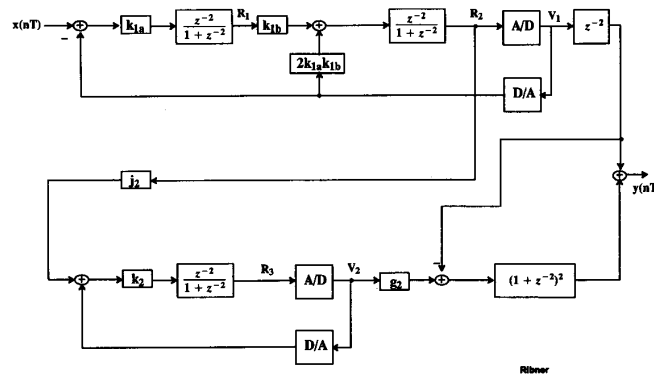 x(nT)
k1a
z⁻²
1 + z⁻²
R1
k1b
z⁻²
1 + z⁻²
R2
A/D
V1
z⁻²
2k1ak1b
D/A
j2
y(nT
k2
z⁻²
1 + z⁻²
R3
A/D
V2
g2
(1 + z⁻²)²
D/A
Ribner